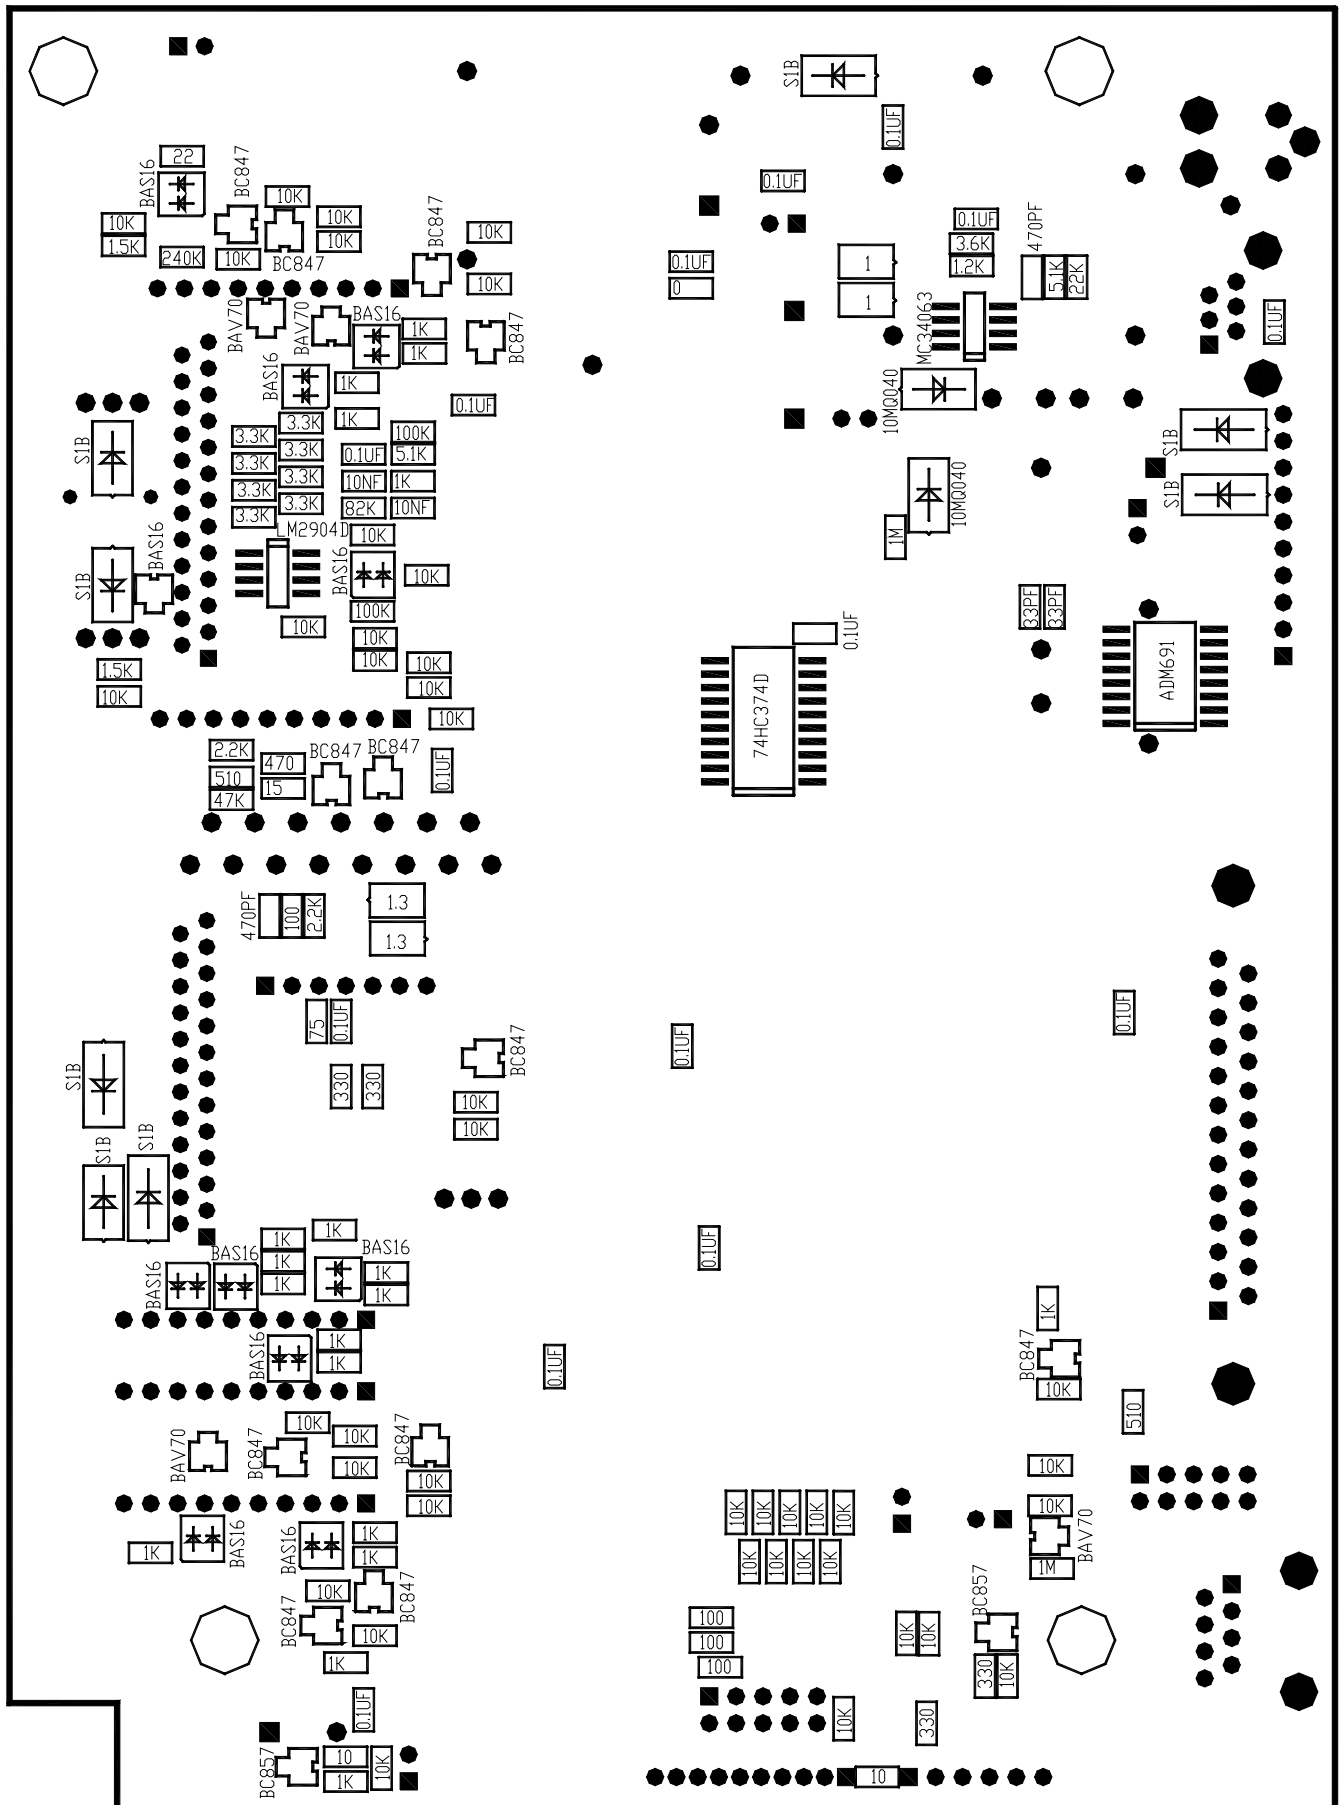 S1B
0.1UF
22
BAS16
BC847
0.1UF
10K
10K
1.5K
10K
10K
240K
10K
BC847
BC847
10K
10K
0.1UF
3.6K
1.2K
470PF
5.1K
22K
0.1UF
0
1
1
MC34063
0.1UF
BAV70
BAV70
BAS16
1K
1K
BC847
BAS16
1K
1K
0.1UF
10MQ040
S1B
3.3K
3.3K
3.3K
3.3K
3.3K
3.3K
3.3K
3.3K
100K
0.1UF
5.1K
10NF
1K
82K
10NF
S1B
S1B
10MQ040
1M
LM2904D
10K
BAS16
S1B
BAS16
10K
100K
10K
10K
10K
10K
10K
1.5K
10K
33PF
33PF
0.1UF
74HC374D
ADM691
10K
2.2K
510
47K
470
15
BC847
BC847
0.1UF
470PF
100
2.2K
1.3
1.3
75
0.1UF
330
330
BC847
10K
10K
0.1UF
0.1UF
S1B
S1B
S1B
0.1UF
BAS16
BAS16
1K
1K
1K
1K
BAS16
1K
1K
BAS16
1K
1K
0.1UF
1K
BC847
10K
510
BAV70
BC847
10K
10K
10K
BC847
10K
10K
10K
10K
BAV70
1M
1K
BAS16
BAS16
1K
1K
10K
BC847
BC847
10K
1K
10K
10K
10K
10K
10K
10K
10K
10K
10K
100
100
100
10K
10K
BC857
330
10K
0.1UF
10K
330
BC857
10
1K
10K
10